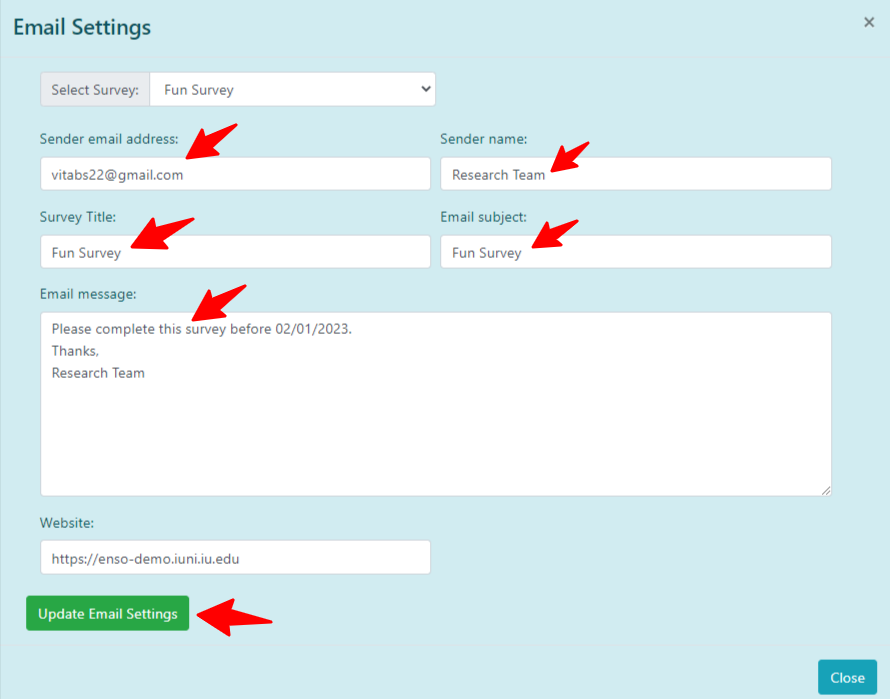 Email Settings
×
Select Survey: Fun Survey
Sender email address: Sender name:
vitabs22@gmail.com Research Team
Survey Title: Email subject:
Fun Survey Fun Survey
Email message:
Please complete this survey before 02/01/2023.
Thanks,
Research Team
Website:
https://enso-demo.iuni.iu.edu
Update Email Settings
Close